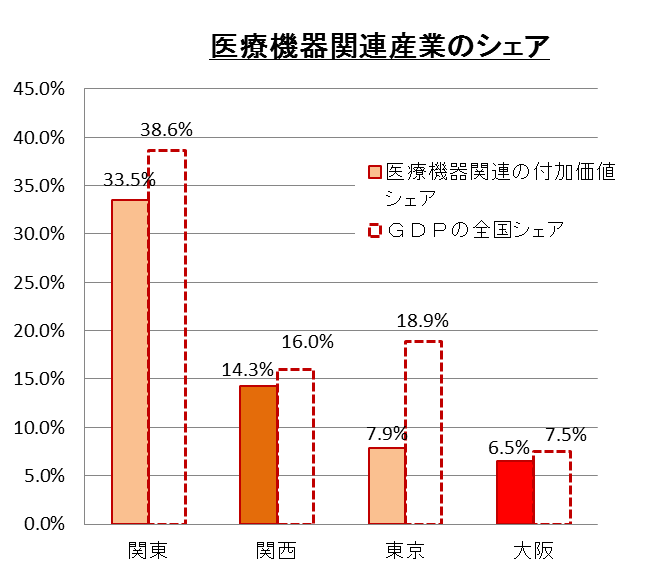 医療機器関連産業のシェア
45.0%
40.0%
35.0%
30.0%
25.0%
20.0%
15.0%
10.0%
5.0%
0.0%
38.6%
33.5%
医療機器関連の付加価値
シェア
ＧＤＰの全国シェア
14.3%
16.0%
7.9%
18.9%
6.5%
7.5%
関東
関西
東京
大阪